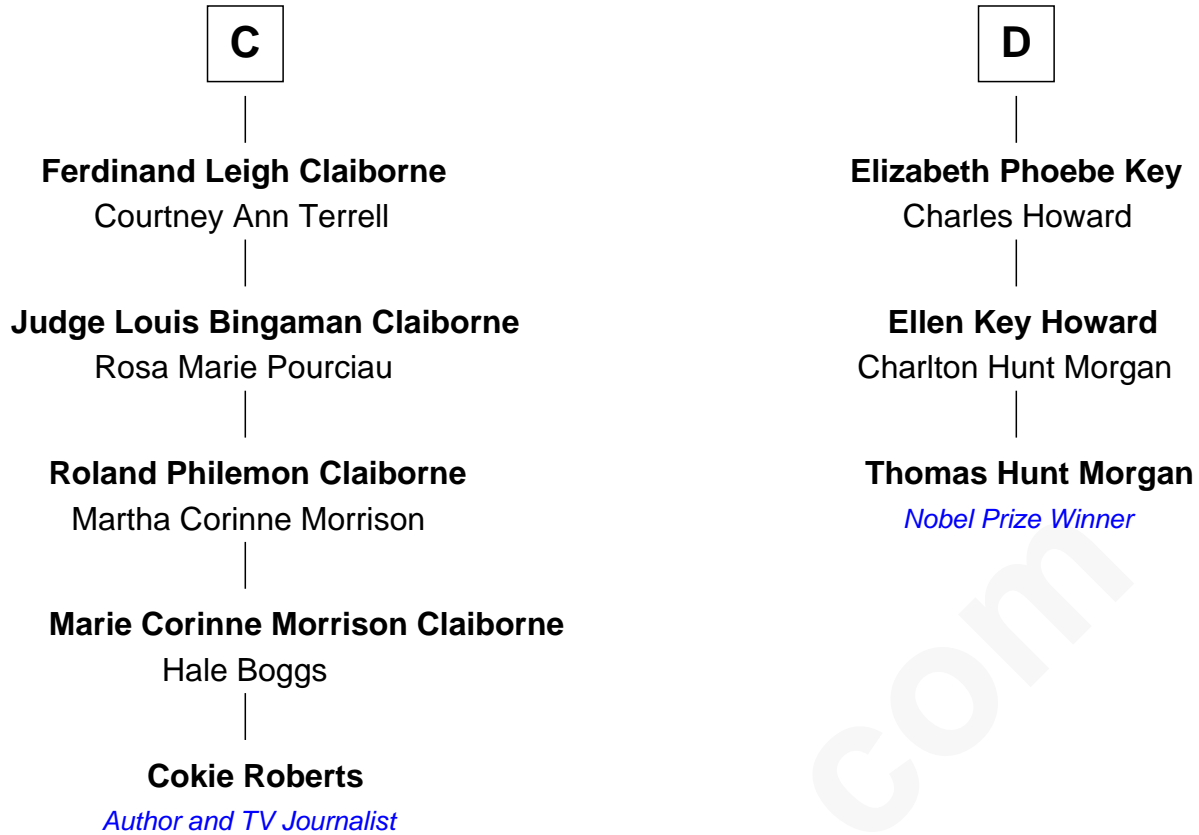 C
Ferdinand Leigh Claiborne
Courtney Ann Terrell
Judge Louis Bingaman Claiborne
Rosa Marie Pourciau
Roland Philemon Claiborne
Martha Corinne Morrison
Marie Corinne Morrison Claiborne
Hale Boggs
Cokie Roberts
Author and TV Journalist
D
Elizabeth Phoebe Key
Charles Howard
Ellen Key Howard
Charlton Hunt Morgan
Thomas Hunt Morgan
Nobel Prize Winner
com